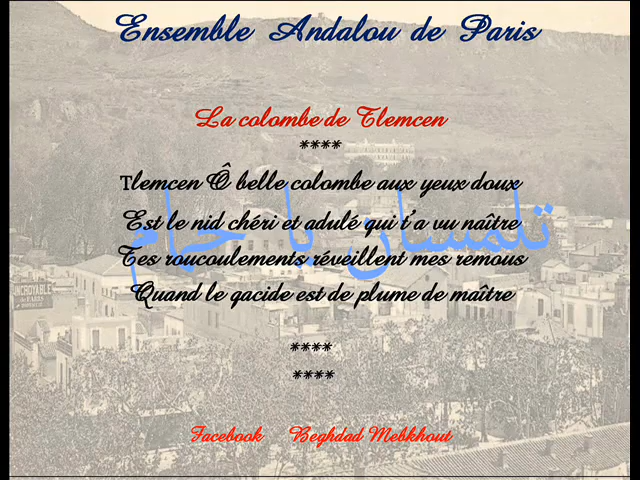 Ensemble Andalou de Paris
La colombe de Tlemcen
****
Tlemcen Ô belle colombe aux yeux doux
Est le nid chéri et adulé qui t'a vu naître
تلمسان يا حمام
Tes roucoulements réveillent mes remous
Quand le qacide est de plume de maître
INCROYABLE
****
****
Facebook Beghdad Mebkhout